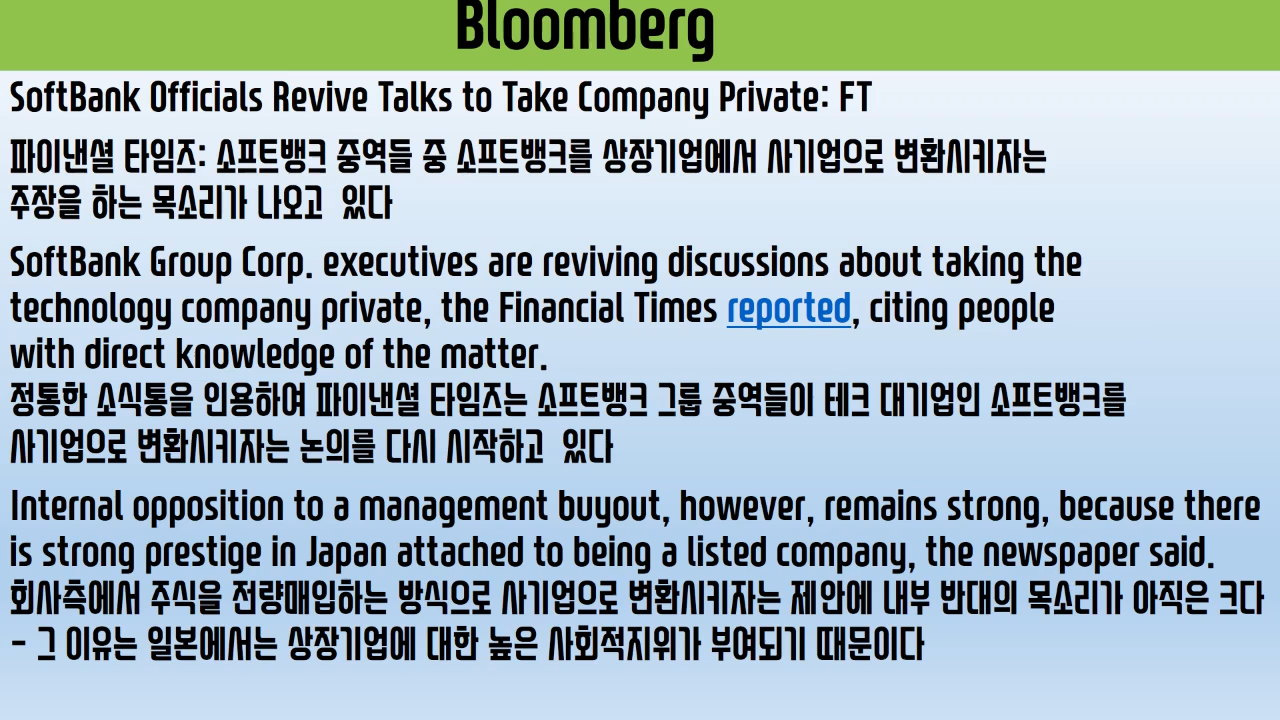 Bloomberg
SoftBank Officials Revive Talks to Take Company Private: FT
파이낸셜 타임즈: 소프트뱅크 중역들 중 소프트뱅크를 상장기업에서 사기업으로 변환시키자는
주장을 하는 목소리가 나오고 있다
SoftBank Group Corp. executives are reviving discussions about taking the
technology company private, the Financial Times reported, citing people
with direct knowledge of the matter.
정통한 소식통을 인용하여 파이낸셜 타임즈는 소프트뱅크 그룹 중역들이 테크 대기업인 소프트뱅크를
사기업으로 변환시키자는 논의를 다시 시작하고 있다
Internal opposition to a management buyout, however, remains strong, because there
is strong prestige in Japan attached to being a listed company, the newspaper said.
회사측에서 주식을 전량매입하는 방식으로 사기업으로 변환시키자는 제안에 내부 반대의 목소리가 아직은 크다
- 그 이유는 일본에서는 상장기업에 대한 높은 사회적지위가 부여되기 때문이다